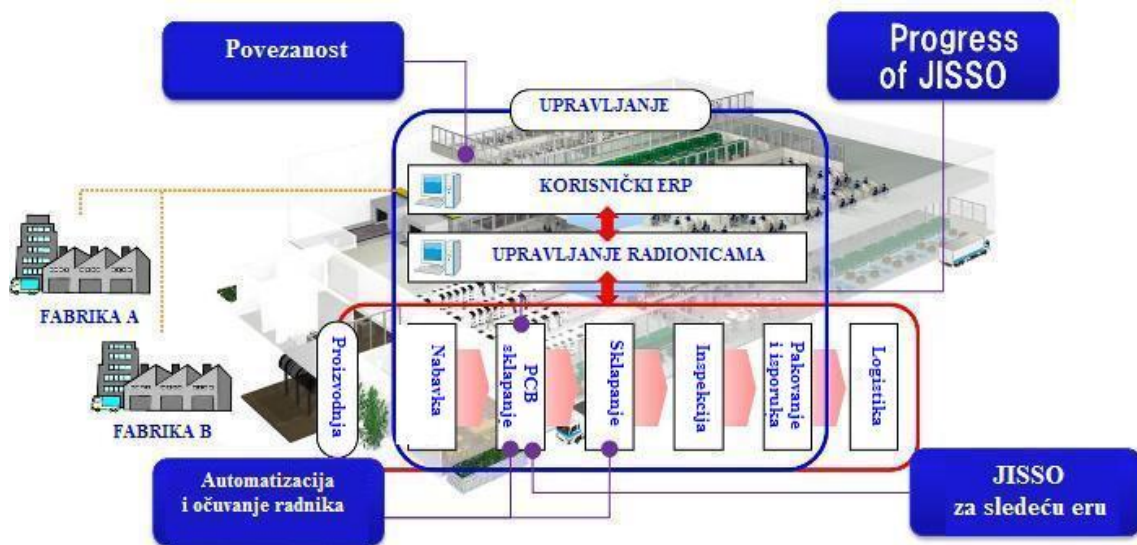 Povezanost
Progress
of JISSO
UPRAVLJANJE
KORISNIČKI ERP
UPRAVLJANJE RADIONICAMA
FABRIKA A
FABRIKA B
Proizvodnja
Nabavka
PCB
sklapanje
Sklapanje
Inspekcija
Pakovanje
i isporuka
Logistika
Automatizacija
i očuvanje radnika
JISSO
za sledeću eru